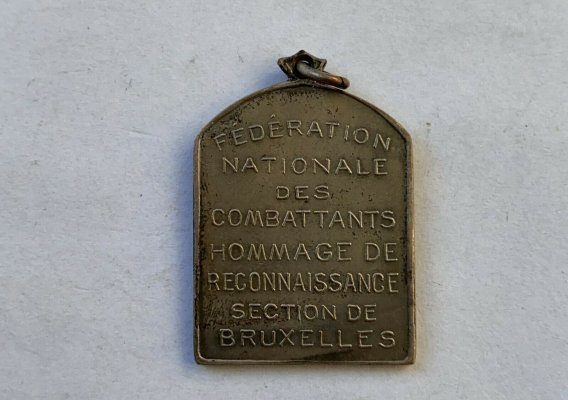 FÉDÉRATION
NATIONALE
DES
COMBATTANTS
HOMMAGE DE
RECONNAISSANCE
SECTION DE
BRUXELLES